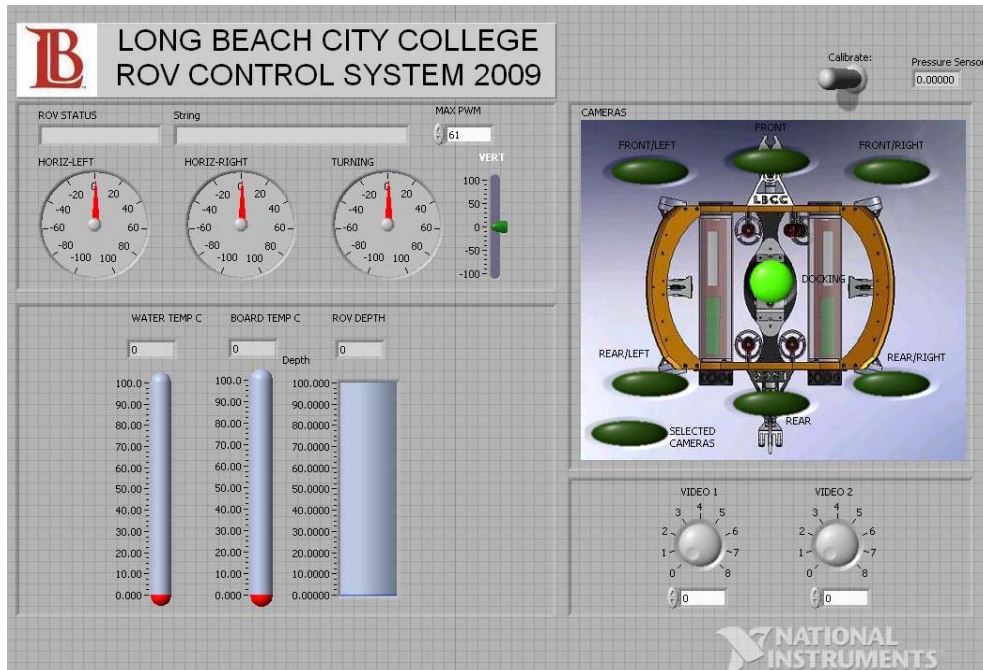 LB
LONG BEACH CITY COLLEGE
ROV CONTROL SYSTEM 2009
Calibrate:
Pressure Sensor
0.00000
ROV STATUS
String
MAX PWM
61
HORIZ-LEFT
HORIZ-RIGHT
TURNING
VERT
-100 -80 -60 -40 -20 0 20 40 60 80 100
-100 -80 -60 -40 -20 0 20 40 60 80 100
-100 -80 -60 -40 -20 0 20 40 60 80 100
100
50
0
-50
-100
CAMERAS
FRONT/LEFT
FRONT
FRONT/RIGHT
LBCC
DOCKING
REAR/LEFT
REAR/RIGHT
REAR
SELECTED
CAMERAS
WATER TEMP C
BOARD TEMP C
ROV DEPTH
0
0
0
Depth
100.0 100.0 100.000
90.00 90.00 90.0000
80.00 80.00 80.0000
70.00 70.00 70.0000
60.00 60.00 60.0000
50.00 50.00 50.0000
40.00 40.00 40.0000
30.00 30.00 30.0000
20.00 20.00 20.0000
10.00 10.00 10.0000
0.000 0.000 0.00000
VIDEO 1
0 1 2 3 4 5 6 7 8
0
VIDEO 2
0 1 2 3 4 5 6 7 8
0
NATIONAL
INSTRUMENTS